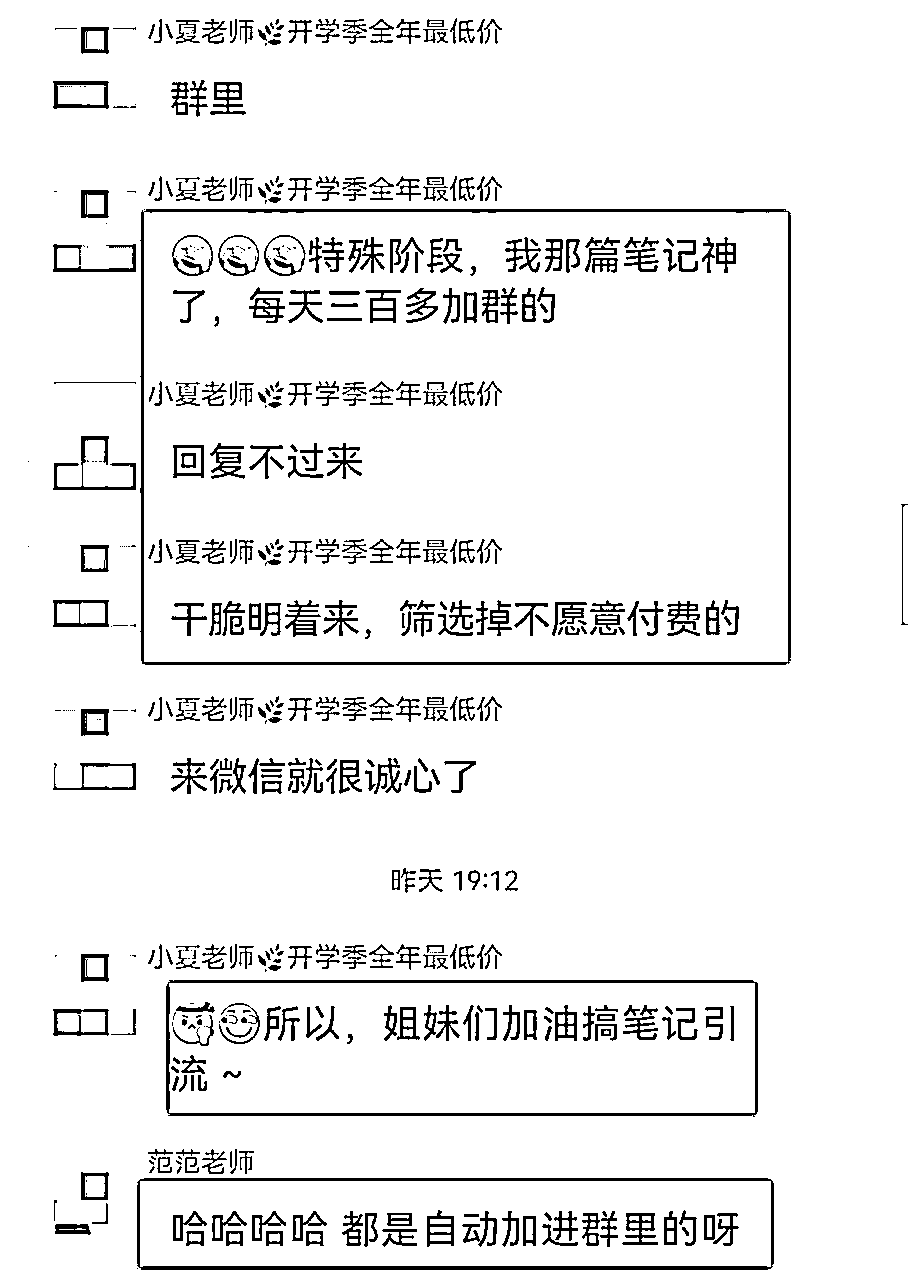 小夏老师🌿开学季全年最低价
群里
小夏老师🌿开学季全年最低价
🤣🤣🤣特殊阶段，我那篇笔记神
了，每天三百多加群的
小夏老师🌿开学季全年最低价
回复不过来
小夏老师🌿开学季全年最低价
干脆明着来，筛选掉不愿意付费的
小夏老师🌿开学季全年最低价
来微信就很诚心了
昨天 19:12
小夏老师🌿开学季全年最低价
所以，姐妹们加油搞笔记引
流 ~
范范老师
哈哈哈哈 都是自动加进群里的呀